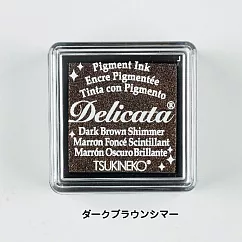 J
Pigment Ink
Encre Pigmentée
Tinta con Pigmento
Delicata®
Dark Brown Shimmer
Marron Foncé Scintillant
Marrón Oscuro Brillante
TSUKINEKO®
ダークブラウンシマー